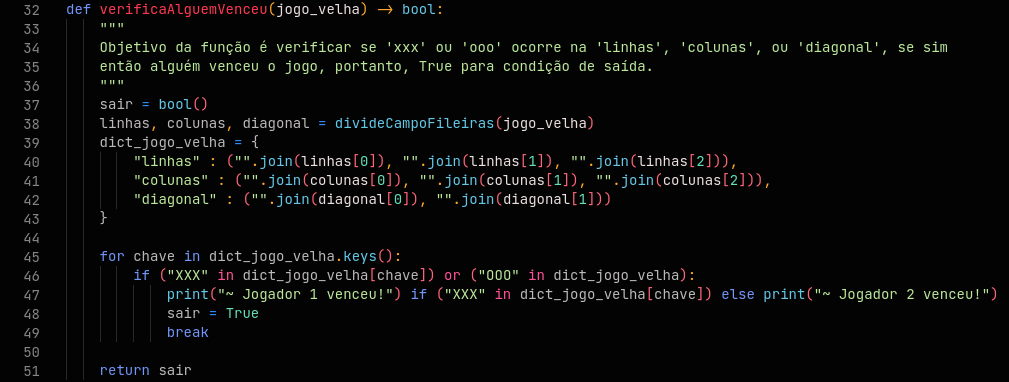 32 def verificaAlguemVenceu(jogo_velha) -> bool:
33     """
34     Objetivo da função é verificar se 'xxx' ou 'ooo' ocorre na 'linhas', 'colunas', ou 'diagonal', se sim
35     então alguém venceu o jogo, portanto, True para condição de saída.
36     """
37     sair = bool()
38     linhas, colunas, diagonal = divideCampoFileiras(jogo_velha)
39     dict_jogo_velha = {
40         "linhas" : ("".join(linhas[0]), "".join(linhas[1]), "".join(linhas[2])),
41         "colunas" : ("".join(colunas[0]), "".join(colunas[1]), "".join(colunas[2])),
42         "diagonal" : ("".join(diagonal[0]), "".join(diagonal[1]))
43     }
44
45     for chave in dict_jogo_velha.keys():
46         if ("XXX" in dict_jogo_velha[chave]) or ("OOO" in dict_jogo_velha):
47             print("~ Jogador 1 venceu!") if ("XXX" in dict_jogo_velha[chave]) else print("~ Jogador 2 venceu!")
48             sair = True
49             break
50
51     return sair